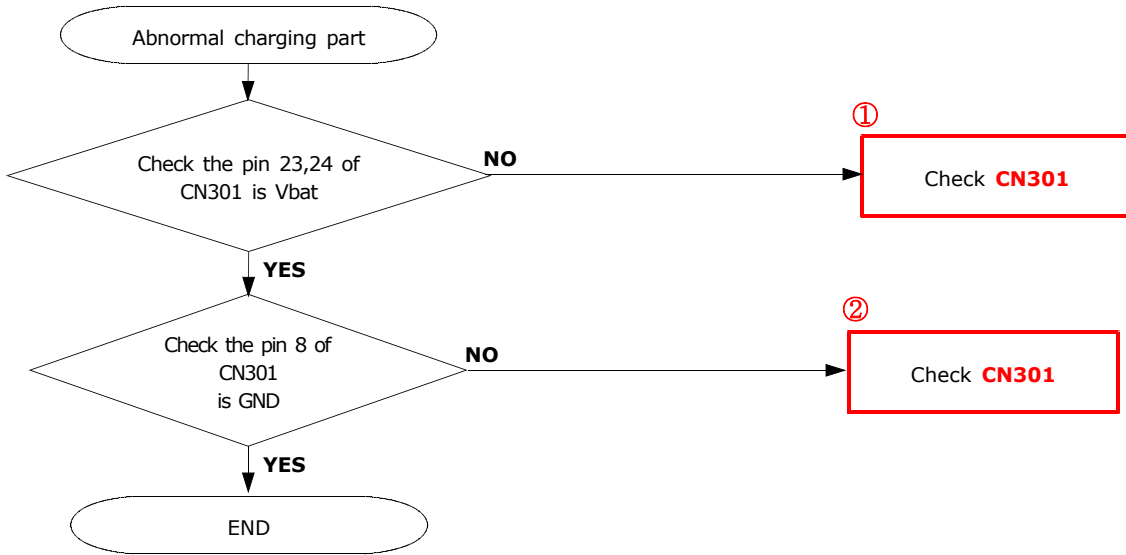 Abnormal charging part
①
Check the pin 23,24 of
CN301 is Vbat
NO
Check CN301
YES
②
Check the pin 8 of
CN301
is GND
NO
Check CN301
YES
END